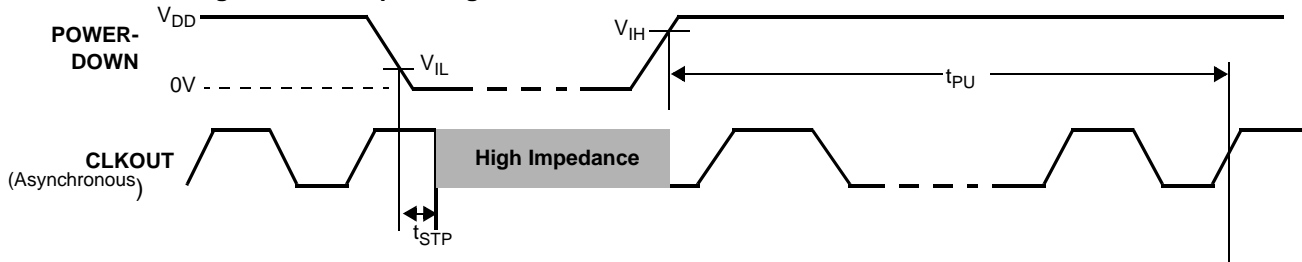 V_DD
POWER-
DOWN
V_IL
0V
V_IH
t_PU
CLKOUT
(Asynchronous)
High Impedance
t_STP